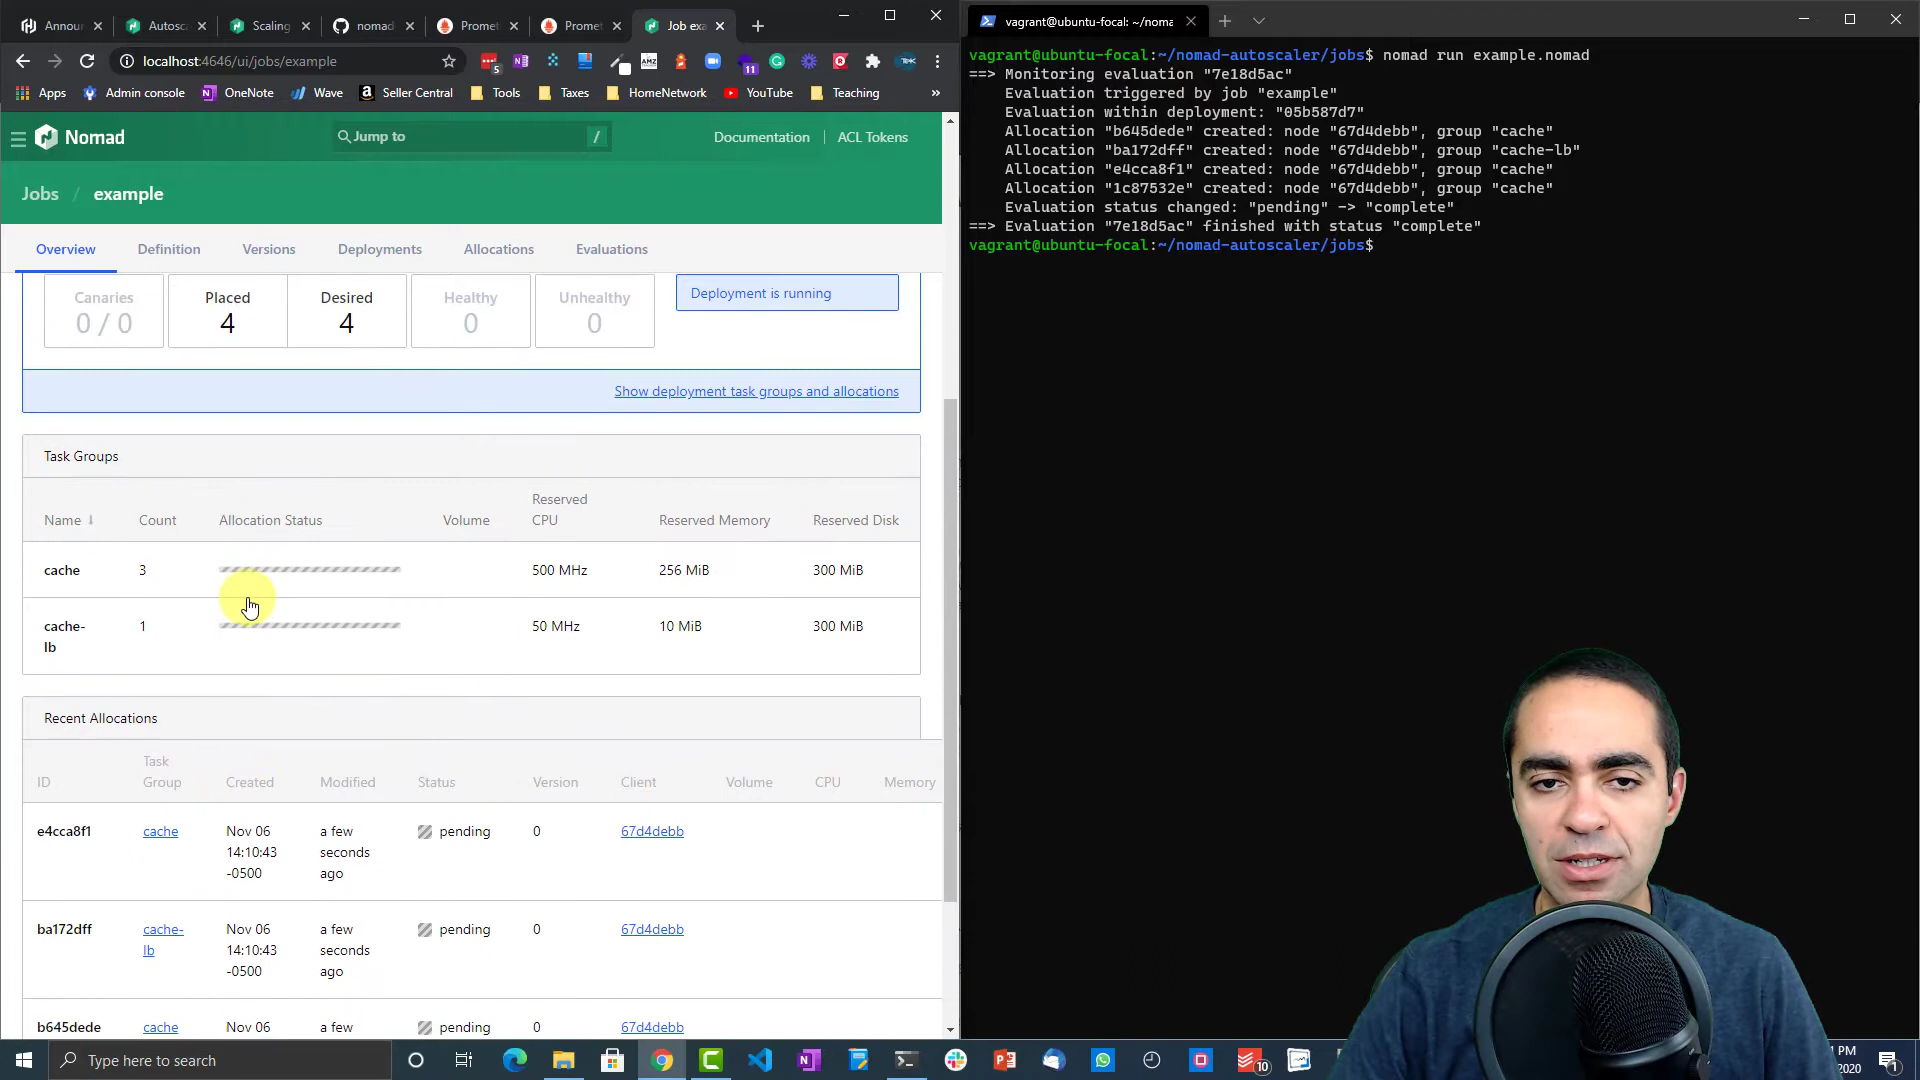 Announ
Autosca
Scaling
nomad
Promet
Promet
Job exa
localhost:4646/ui/jobs/example
5
11
Apps
Admin console
OneNote
Wave
Seller Central
Tools
Taxes
HomeNetwork
YouTube
Teaching
»
Nomad
Jump to
/
Documentation
ACL Tokens
Jobs / example
Overview
Definition
Versions
Deployments
Allocations
Evaluations
Canaries
0 / 0
Placed
4
Desired
4
Healthy
0
Unhealthy
0
Deployment is running
Show deployment task groups and allocations
Task Groups
Name
Count
Allocation Status
Volume
Reserved
CPU
Reserved Memory
Reserved Disk
cache
3
500 MHz
256 MiB
300 MiB
cache-
lb
1
50 MHz
10 MiB
300 MiB
Recent Allocations
ID
Task
Group
Created
Modified
Status
Version
Client
Volume
CPU
Memory
e4cca8f1
cache
Nov 06
14:10:43
-0500
a few
seconds
ago
pending
0
67d4debb
ba172dff
cache-
lb
Nov 06
14:10:43
-0500
a few
seconds
ago
pending
0
67d4debb
b645dede
cache
Nov 06
a few
pending
0
67d4debb
vagrant@ubuntu-focal: ~/noma
vagrant@ubuntu-focal:~/nomad-autoscaler/jobs$ nomad run example.nomad
==> Monitoring evaluation "7e18d5ac"
Evaluation triggered by job "example"
Evaluation within deployment: "05b587d7"
Allocation "b645dede" created: node "67d4debb", group "cache"
Allocation "ba172dff" created: node "67d4debb", group "cache-lb"
Allocation "e4cca8f1" created: node "67d4debb", group "cache"
Allocation "1c87532e" created: node "67d4debb", group "cache"
Evaluation status changed: "pending" -> "complete"
==> Evaluation "7e18d5ac" finished with status "complete"
vagrant@ubuntu-focal:~/nomad-autoscaler/jobs$
Type here to search
10
PM
2020
1